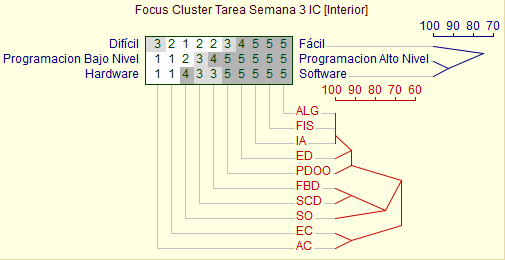 Focus Cluster Tarea Semana 3 IC [Interior]
100 90 80 70
Difícil 3 2 1 2 2 3 4 5 5 5 Fácil
Programacion Bajo Nivel 1 1 2 3 4 5 5 5 5 5 Programacion Alto Nivel
Hardware 1 1 4 3 3 5 5 5 5 5 Software
100 90 80 70 60
ALG
FIS
IA
ED
PDOO
FBD
SCD
SO
EC
AC